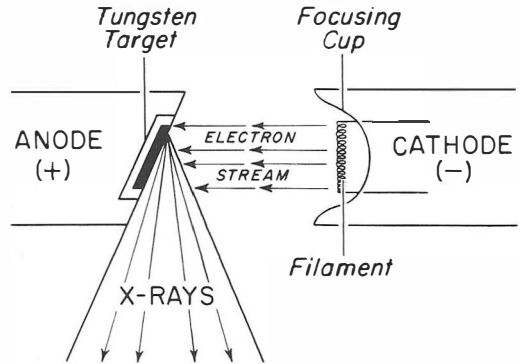 Tungsten
Target
Focusing
Cup
ANODE
(+)
ELECTRON
STREAM
CATHODE
(−)
Filament
X-RAYS